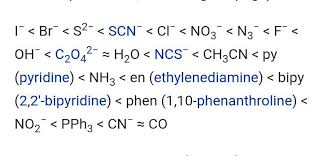 I⁻ < Br⁻ < S²⁻ < SCN⁻ < Cl⁻ < NO₃⁻ < N₃⁻ < F⁻ <
OH⁻ < C₂O₄²⁻ ≈ H₂O < NCS⁻ < CH₃CN < py
(pyridine) < NH₃ < en (ethylenediamine) < bipy
(2,2'-bipyridine) < phen (1,10-phenanthroline) <
NO₂⁻ < PPh₃ < CN⁻ ≈ CO